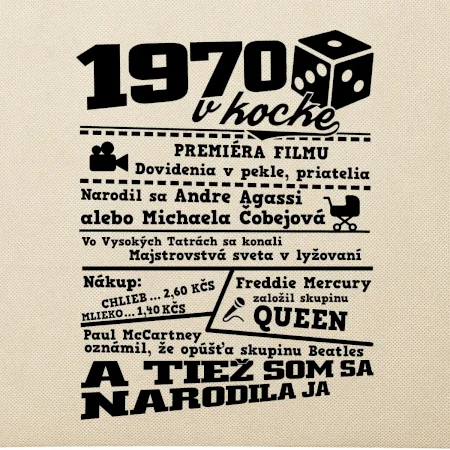 1970
v kocke
PREMIÉRA FILMU
Dovidenia v pekle, priatelia
Narodil sa Andre Agassi
alebo Michaela Čobejová
Vo Vysokých Tatrách sa konali
Majstrovstvá sveta v lyžovaní
Nákup:
CHLIEB... 2,60 KČS
MLIEKO... 1,40 KČS
Freddie Mercury
založil skupinu
QUEEN
Paul McCartney
oznámil, že opúšťa skupinu Beatles
A TIEŽ SOM SA
NARODILA JA